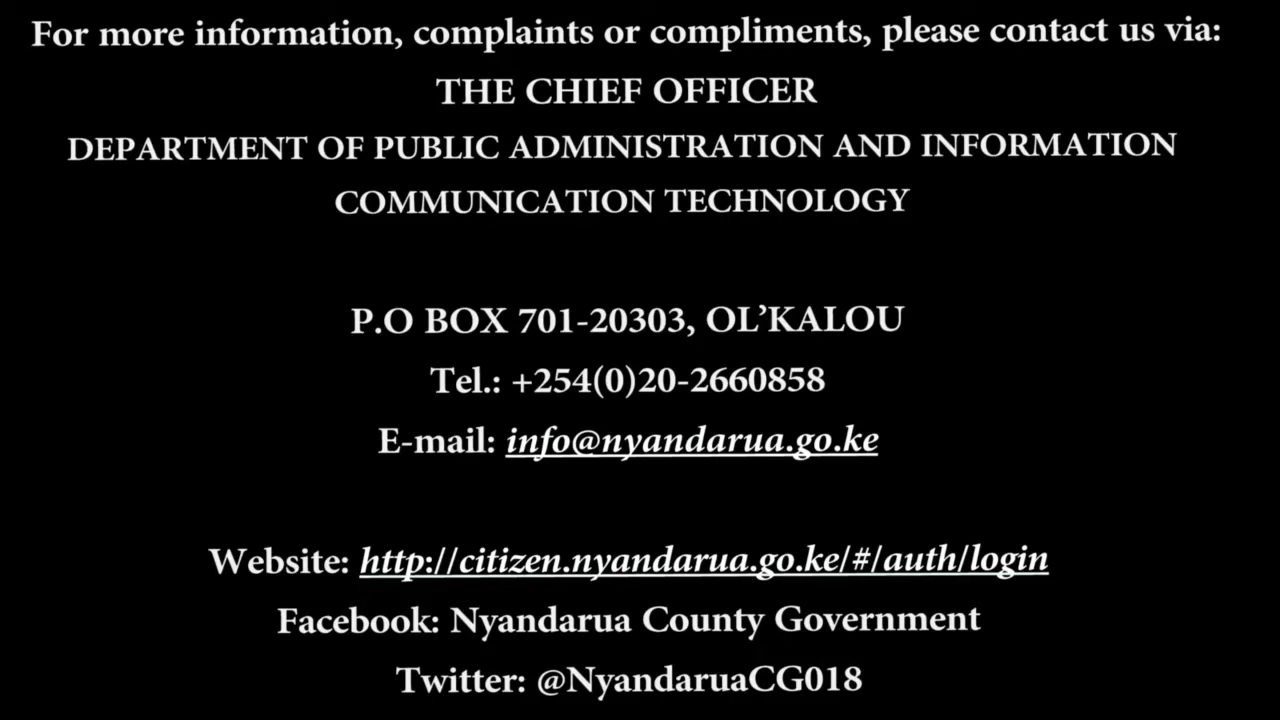 For more information, complaints or compliments, please contact us via:
THE CHIEF OFFICER
DEPARTMENT OF PUBLIC ADMINISTRATION AND INFORMATION
COMMUNICATION TECHNOLOGY
P.O BOX 701-20303, OL’KALOU
Tel.: +254(0)20-2660858
E-mail: info@nyandarua.go.ke
Website: http://citizen.nyandarua.go.ke/#/auth/login
Facebook: Nyandarua County Government
Twitter: @NyandaruaCG018